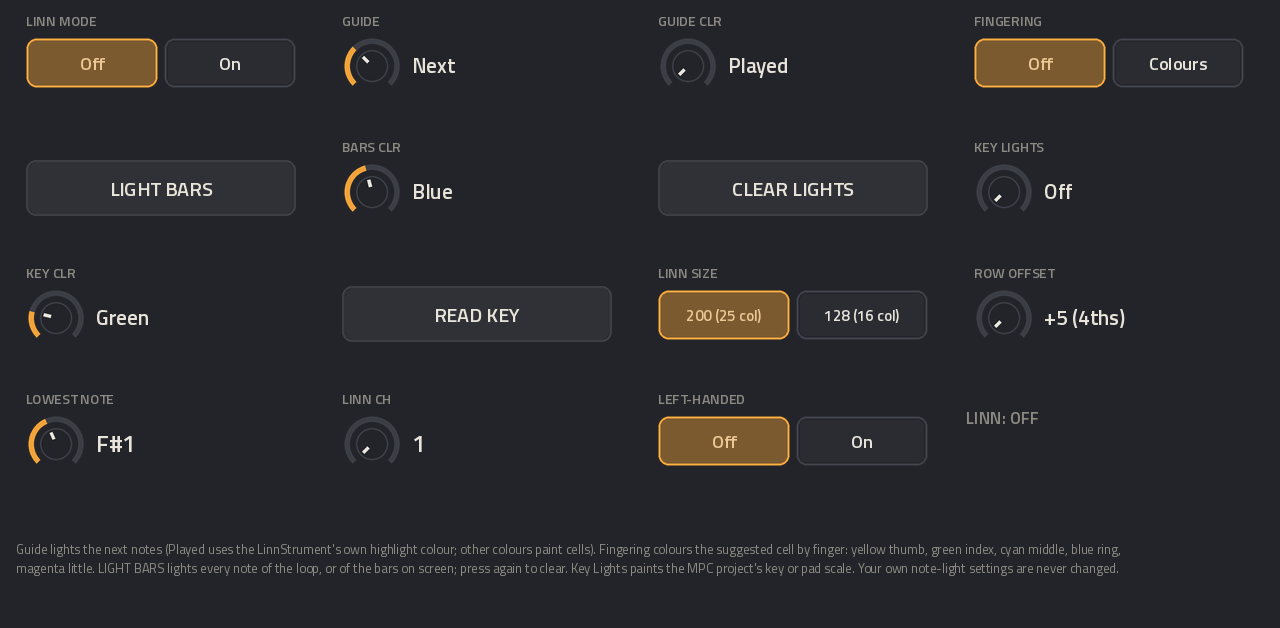 LINN MODE
GUIDE
GUIDE CLR
FINGERING
Off
On
Next
Played
Off
Colours
BARS CLR
KEY LIGHTS
LIGHT BARS
Blue
CLEAR LIGHTS
Off
KEY CLR
LINN SIZE
ROW OFFSET
Green
READ KEY
200 (25 col)
128 (16 col)
+5 (4ths)
LOWEST NOTE
LINN CH
LEFT-HANDED
LINN: OFF
F#1
1
Off
On
Guide lights the next notes (Played uses the LinnStrument's own highlight colour; other colours paint cells). Fingering colours the suggested cell by finger: yellow thumb, green index, cyan middle, blue ring,
magenta little. LIGHT BARS lights every note of the loop, or of the bars on screen; press again to clear. Key Lights paints the MPC project's key or pad scale. Your own note-light settings are never changed.